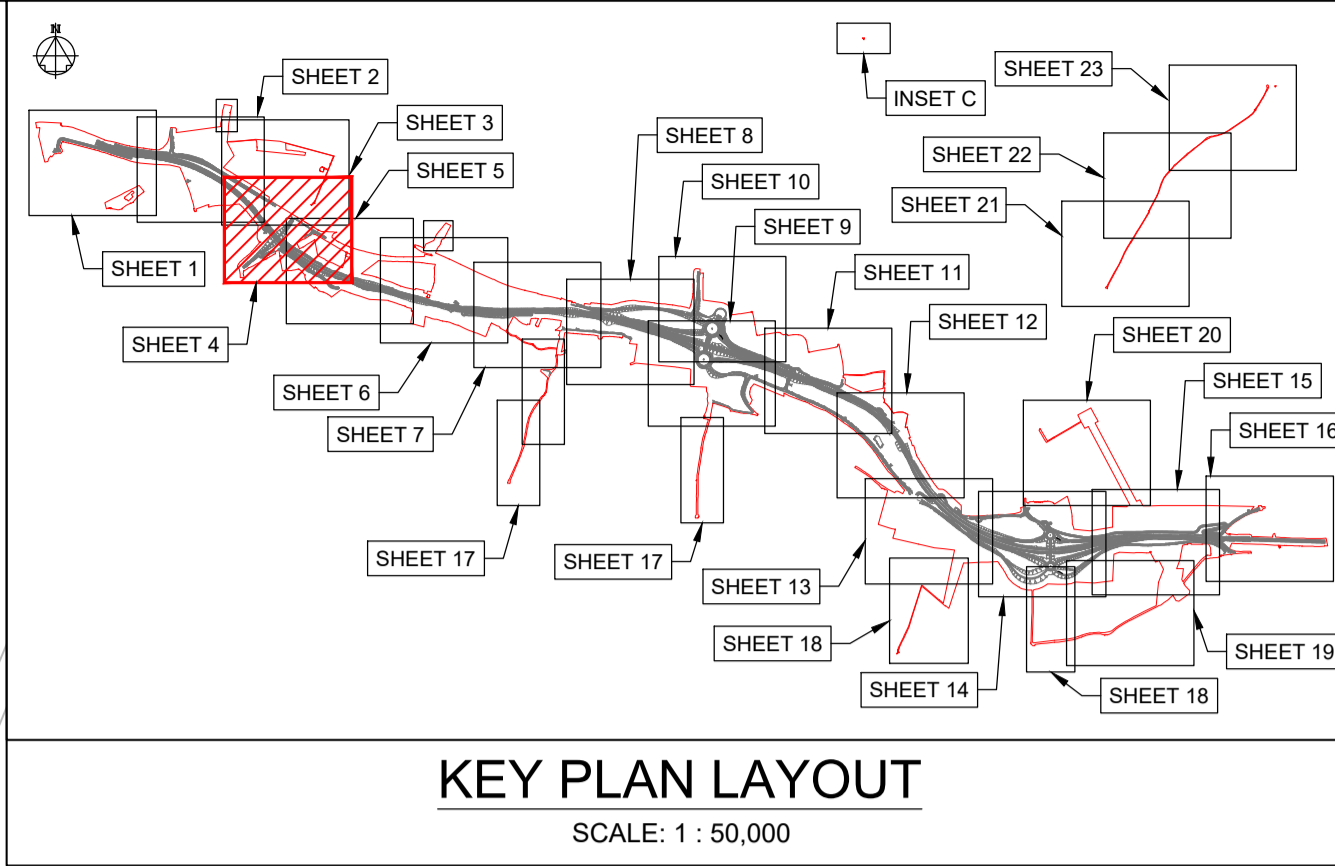 N
SHEET 2
SHEET 3
SHEET 5
SHEET 1
SHEET 4
SHEET 6
SHEET 7
SHEET 8
SHEET 10
SHEET 9
SHEET 11
SHEET 12
INSET C
SHEET 23
SHEET 22
SHEET 21
SHEET 20
SHEET 15
SHEET 16
SHEET 17
SHEET 17
SHEET 13
SHEET 18
SHEET 14
SHEET 18
SHEET 19
KEY PLAN LAYOUT
SCALE: 1 : 50,000